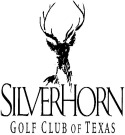 SILVERHORN
GOLF CLUB OF TEXAS